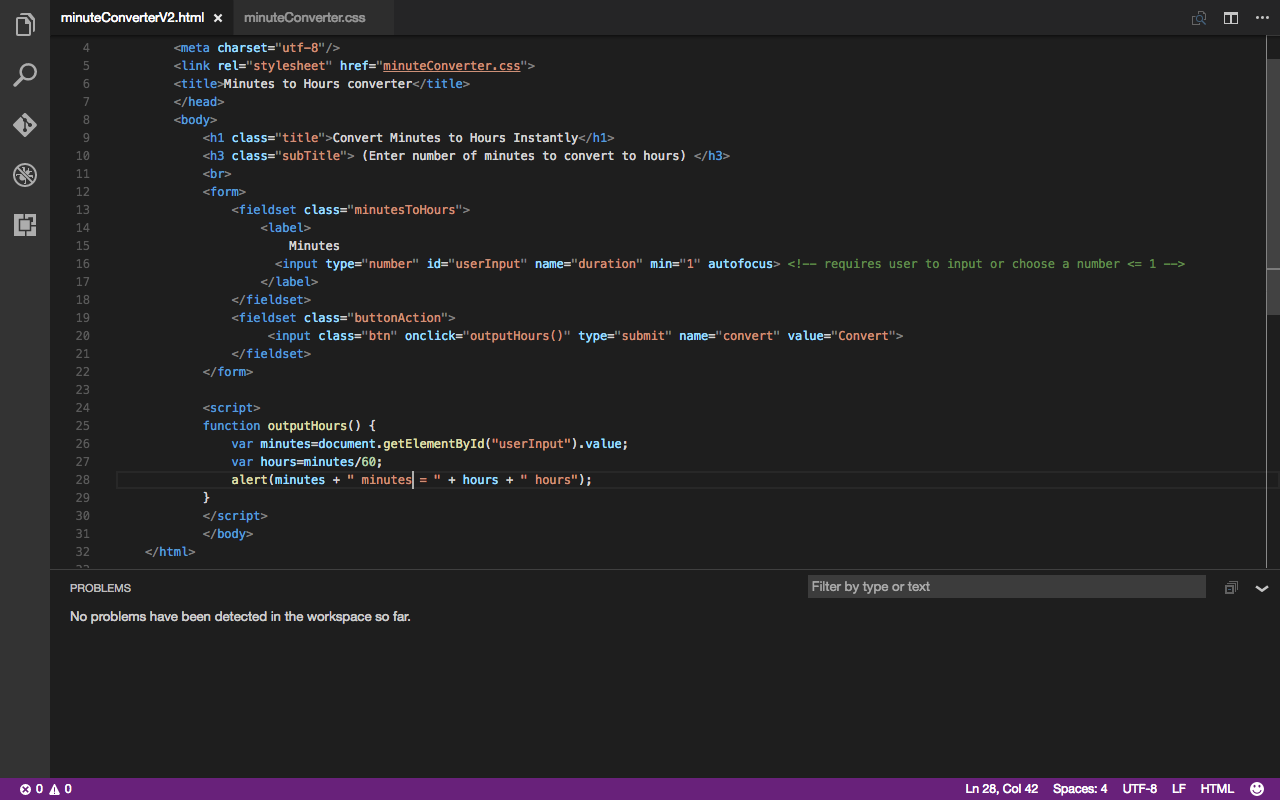 minuteConverterV2.html × minuteConverter.css
4 <meta charset="utf-8"/>
5 <link rel="stylesheet" href="minuteConverter.css">
6 <title>Minutes to Hours converter</title>
7 </head>
8 <body>
9 <h1 class="title">Convert Minutes to Hours Instantly</h1>
10 <h3 class="subTitle"> (Enter number of minutes to convert to hours) </h3>
11 <br>
12 <form>
13 <fieldset class="minutesToHours">
14 <label>
15 Minutes
16 <input type="number" id="userInput" name="duration" min="1" autofocus> <!-- requires user to input or choose a number <= 1 -->
17 </label>
18 </fieldset>
19 <fieldset class="buttonAction">
20 <input class="btn" onclick="outputHours()" type="submit" name="convert" value="Convert">
21 </fieldset>
22 </form>
23
24 <script>
25 function outputHours() {
26 var minutes=document.getElementById("userInput").value;
27 var hours=minutes/60;
28 alert(minutes + " minutes = " + hours + " hours");
29 }
30 </script>
31 </body>
32 </html>
PROBLEMS Filter by type or text
No problems have been detected in the workspace so far.
0 0 Ln 28, Col 42 Spaces: 4 UTF-8 LF HTML